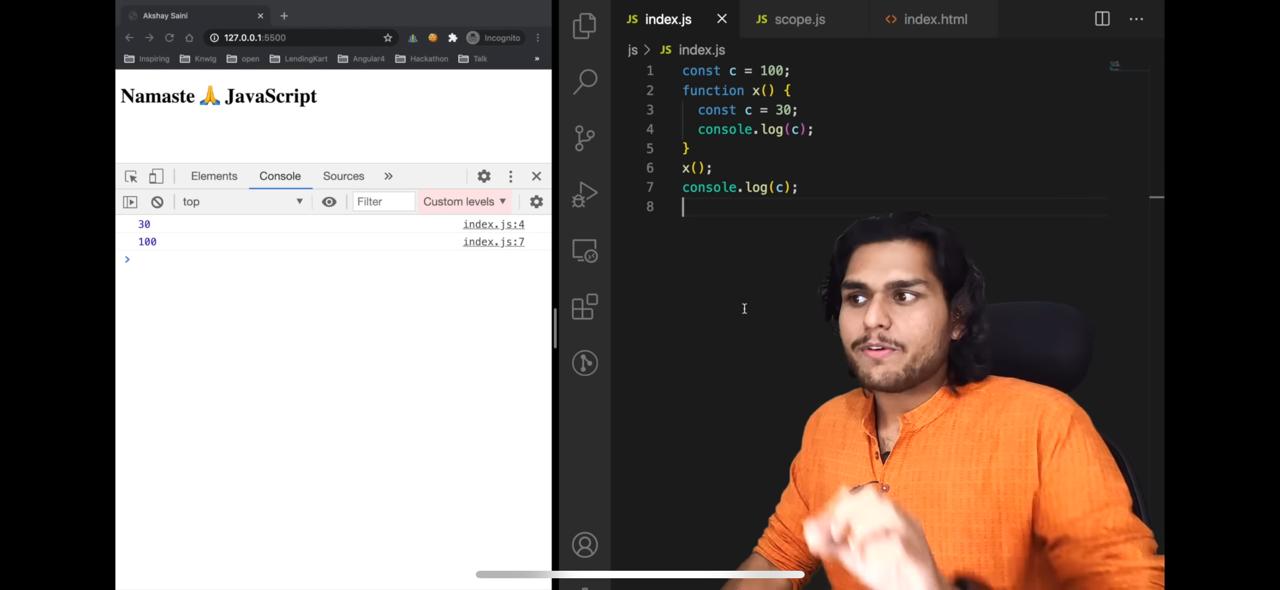 Akshay Saini
127.0.0.1:5500
Incognito
Inspiring Knwlg open LendingKart Angular4 Hackathon Talk »
Namaste 🙏 JavaScript
Elements Console Sources »
top Filter Custom levels
30 index.js:4
100 index.js:7
>
JS index.js JS scope.js <> index.html
js > JS index.js
1 const c = 100;
2 function x() {
3 const c = 30;
4 console.log(c);
5 }
6 x();
7 console.log(c);
8